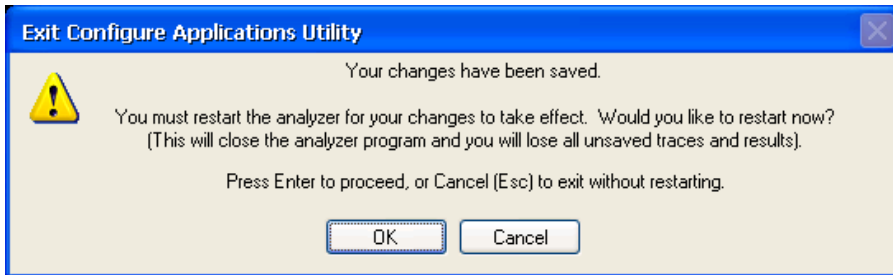 Exit Configure Applications Utility
Your changes have been saved.
You must restart the analyzer for your changes to take effect.  Would you like to restart now?
(This will close the analyzer program and you will lose all unsaved traces and results).
Press Enter to proceed, or Cancel (Esc) to exit without restarting.
OK
Cancel